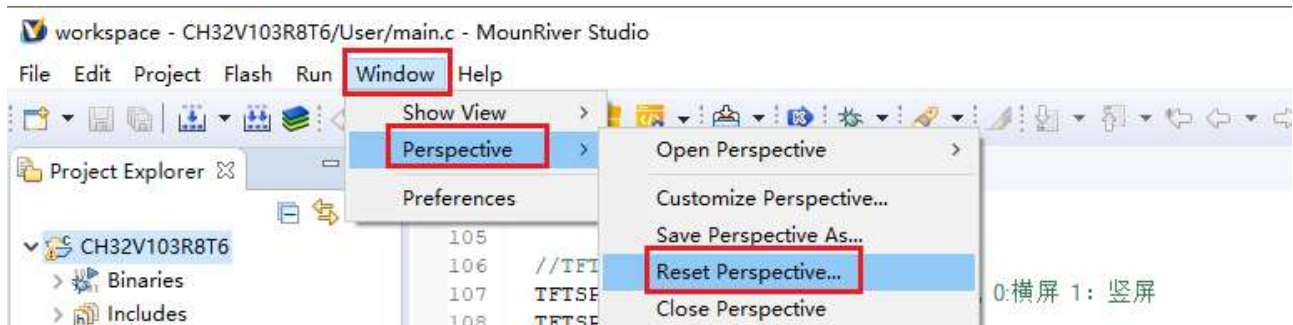 workspace - CH32V103R8T6/User/main.c - MounRiver Studio
File Edit Project Flash Run Window Help
Show View
Perspective
Preferences
Open Perspective
Customize Perspective...
Save Perspective As...
Reset Perspective...
Close Perspective
Project Explorer
CH32V103R8T6
Binaries
Includes
105
106 //TFT
107 TFTSP 0:横屏 1：竖屏
108 TFTSP